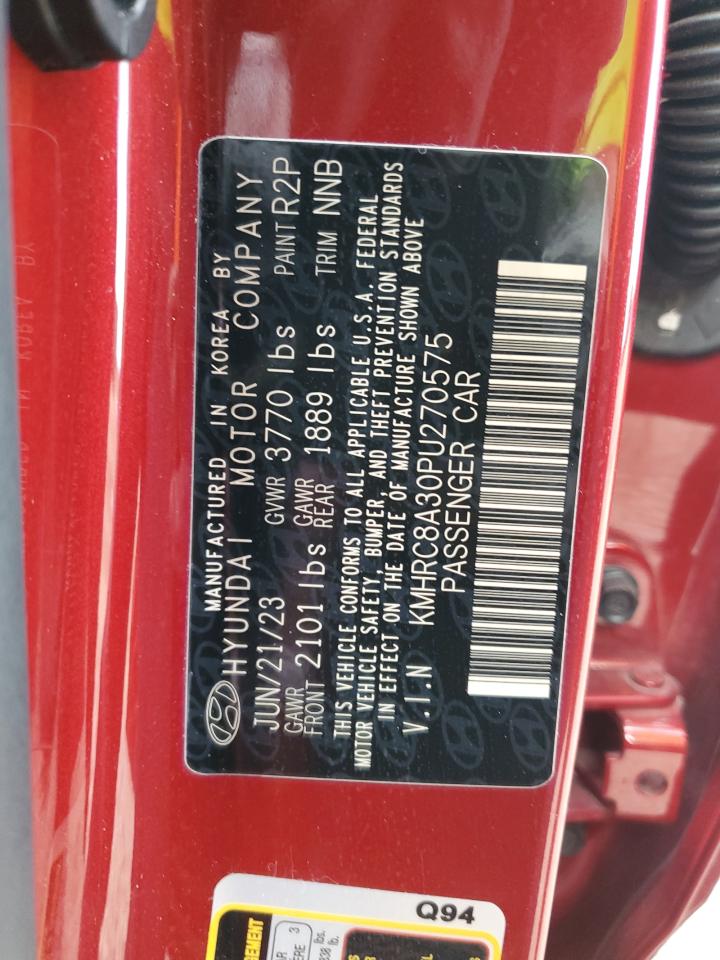 MANUFACTURED IN KOREA BY
HYUNDAI MOTOR COMPANY
JUN/21/23 GVWR 3770 lbs PAINT R2P
GAWR FRONT 2101 lbs GAWR REAR 1889 lbs TRIM NNB
THIS VEHICLE CONFORMS TO ALL APPLICABLE U.S.A. FEDERAL
MOTOR VEHICLE SAFETY, BUMPER, AND THEFT PREVENTION STANDARDS
IN EFFECT ON THE DATE OF MANUFACTURE SHOWN ABOVE
V.I.N KMHRC8A30PU270575
PASSENGER CAR
Q94